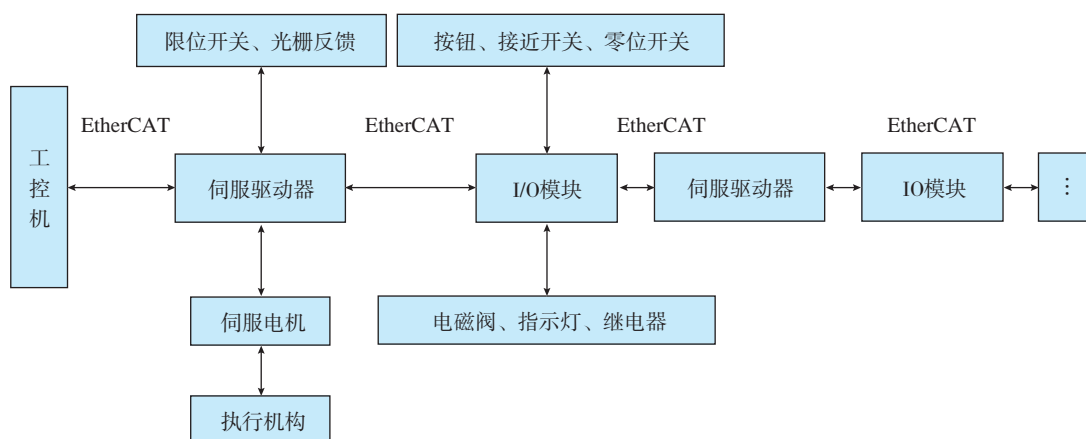 限位开关、光栅反馈
按钮、接近开关、零位开关
EtherCAT
EtherCAT
EtherCAT
EtherCAT
工控机
伺服驱动器
I/O模块
伺服驱动器
IO模块
⋮
伺服电机
电磁阀、指示灯、继电器
执行机构